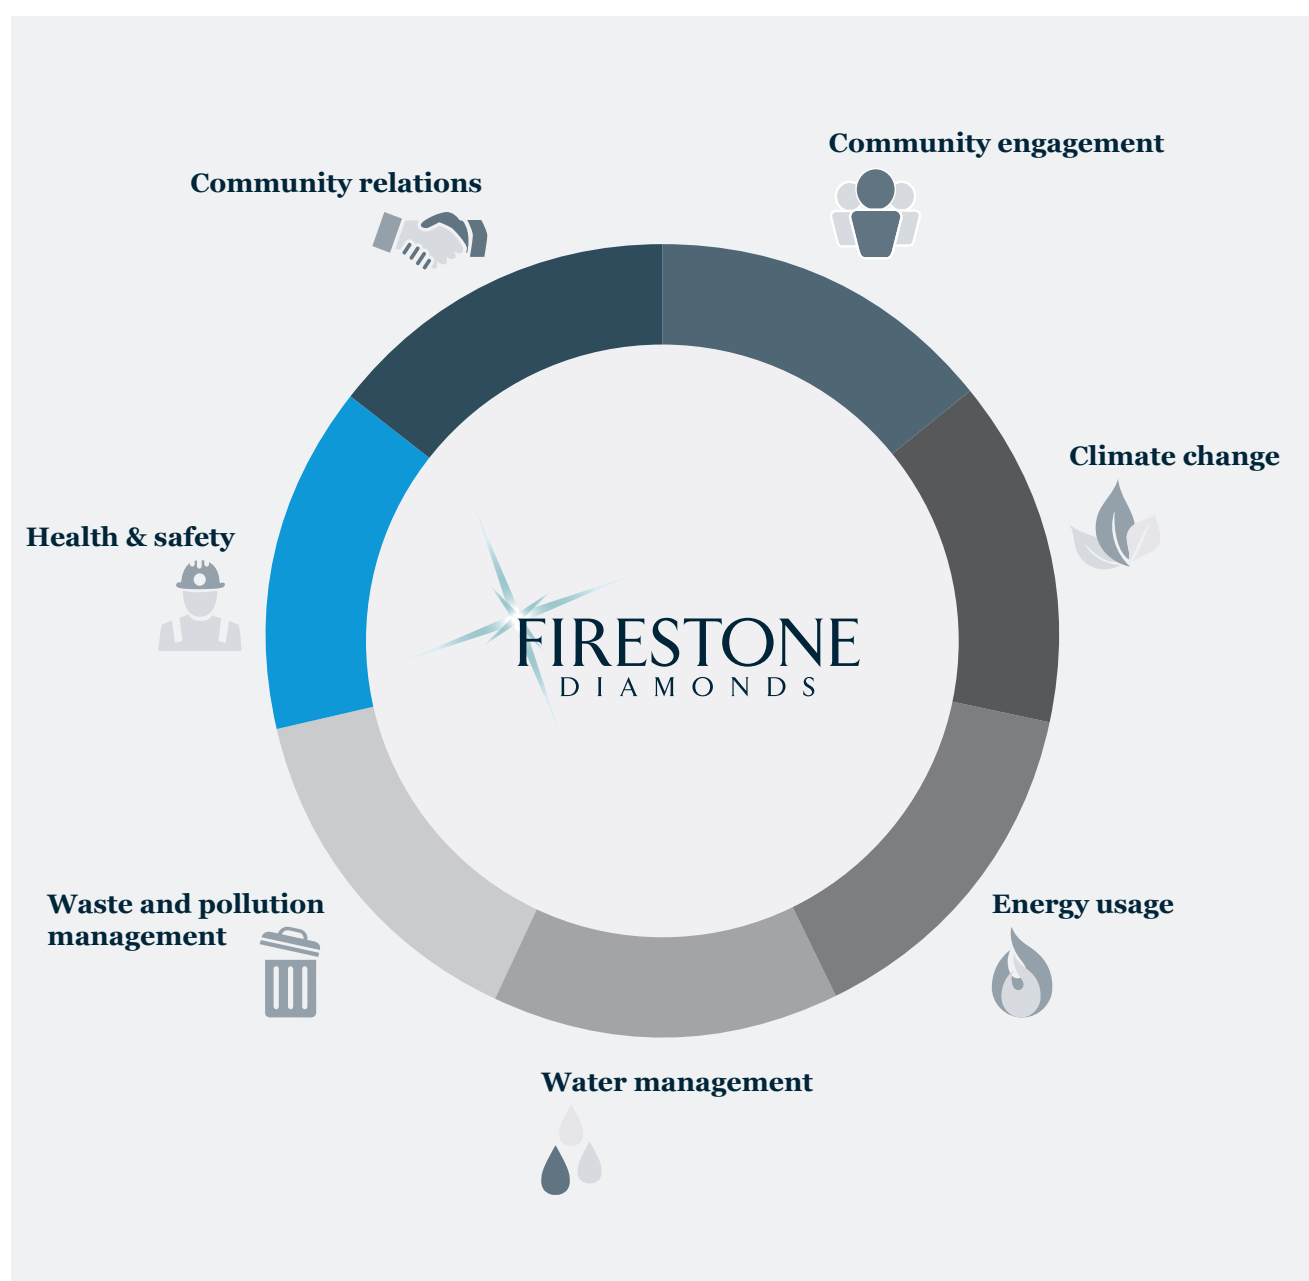 Community engagement
Community relations
Climate change
Health & safety
FIRESTONE
DIAMONDS
Waste and pollution
management
Energy usage
Water management